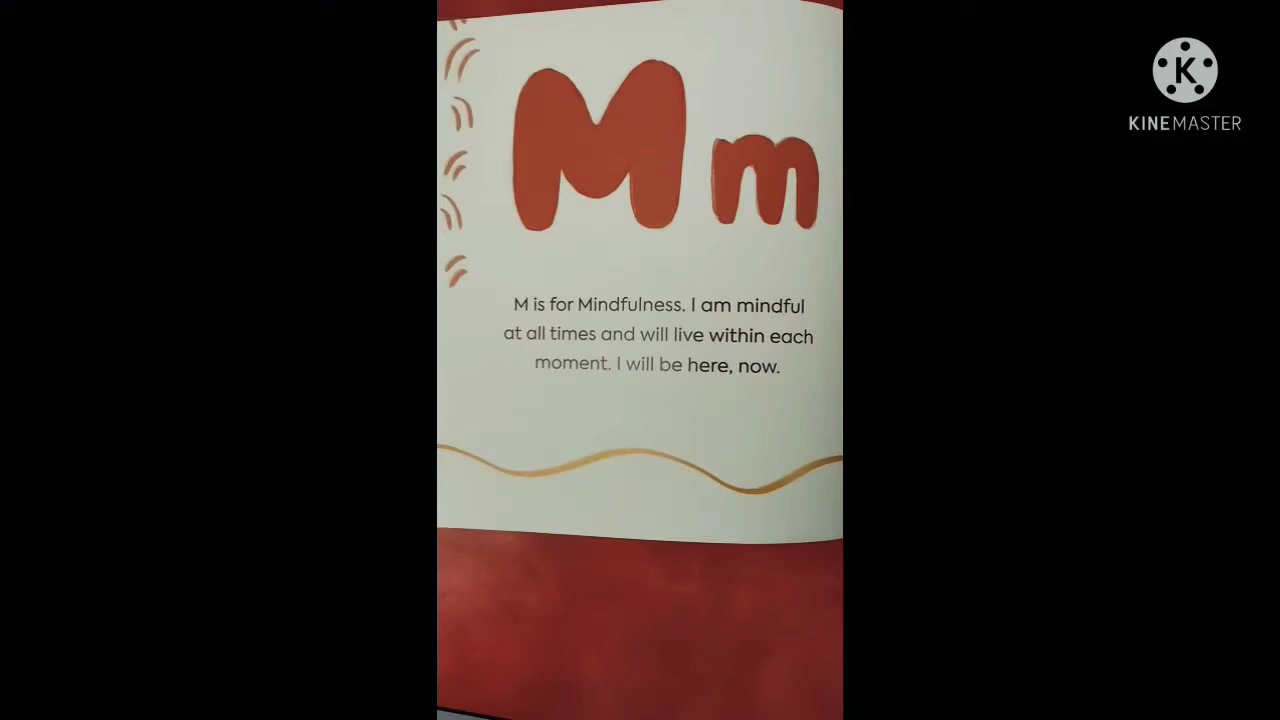 M m
M is for Mindfulness. I am mindful
at all times and will live within each
moment. I will be here, now.
K
KINEMASTER